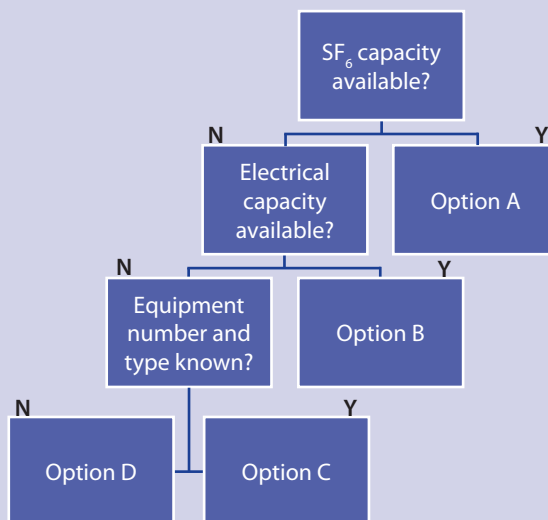 SF₆ capacity
available?
N
Y
Electrical
capacity
available?
Option A
N
Y
Equipment
number and
type known?
Option B
N
Y
Option D
Option C